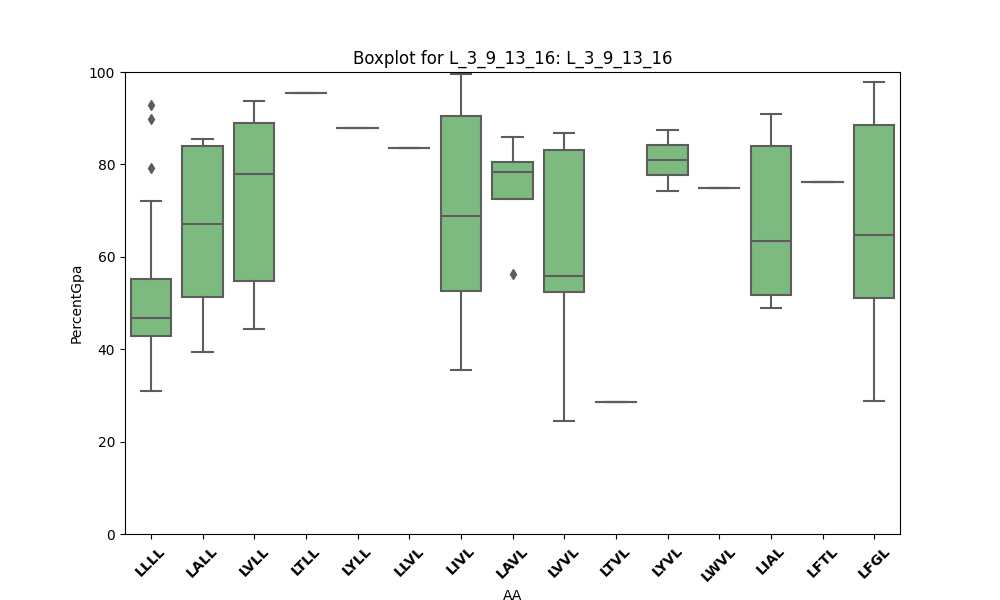 Boxplot for L_3_9_13_16: L_3_9_13_16
100
80
60
40
20
0
PercentGpa
LLLL LALL LVLL LTLL LYLL LLVL LIVL LAVL LVVL LTVL LYVL LWVL LIAL LFTL LFGL
AA